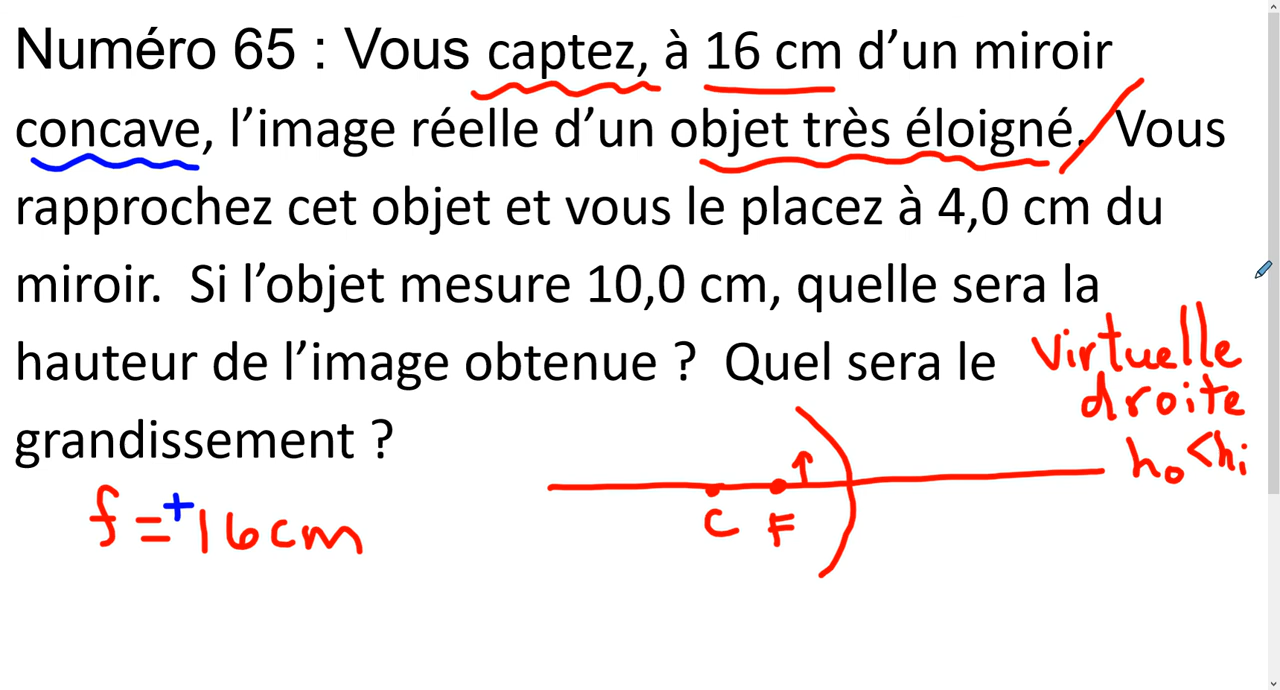 Numéro 65 : Vous captez, à 16 cm d’un miroir
concave, l’image réelle d’un objet très éloigné. Vous
rapprochez cet objet et vous le placez à 4,0 cm du
miroir. Si l’objet mesure 10,0 cm, quelle sera la
hauteur de l’image obtenue ? Quel sera le
grandissement ?
virtuelle
droite
ho < hi
f = +16 cm
C F